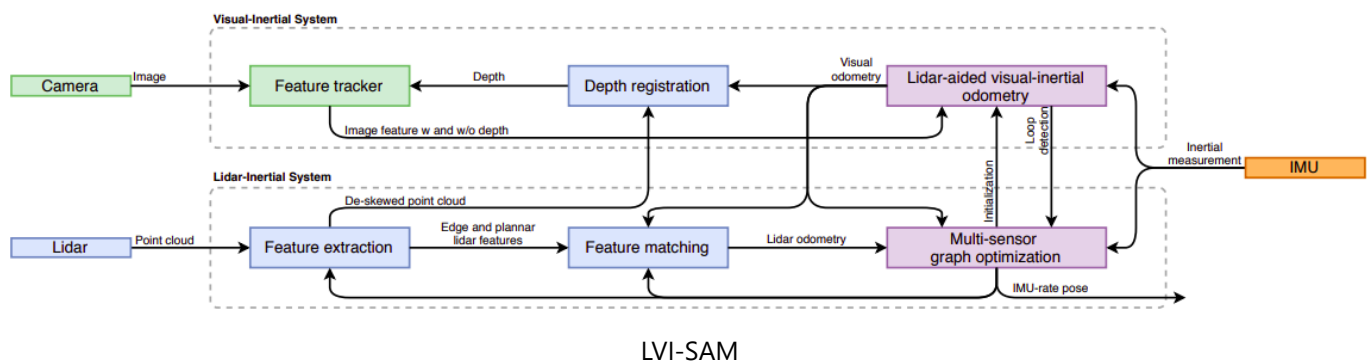 Visual-Inertial System
Camera
Image
Feature tracker
Depth
Depth registration
Visual
odometry
Lidar-aided visual-inertial
odometry
Image feature w and w/o depth
Loop
detection
Inertial
measurement
IMU
Lidar-Inertial System
De-skewed point cloud
Initialization
Lidar
Point cloud
Feature extraction
Edge and plannar
lidar features
Feature matching
Lidar odometry
Multi-sensor
graph optimization
IMU-rate pose
LVI-SAM